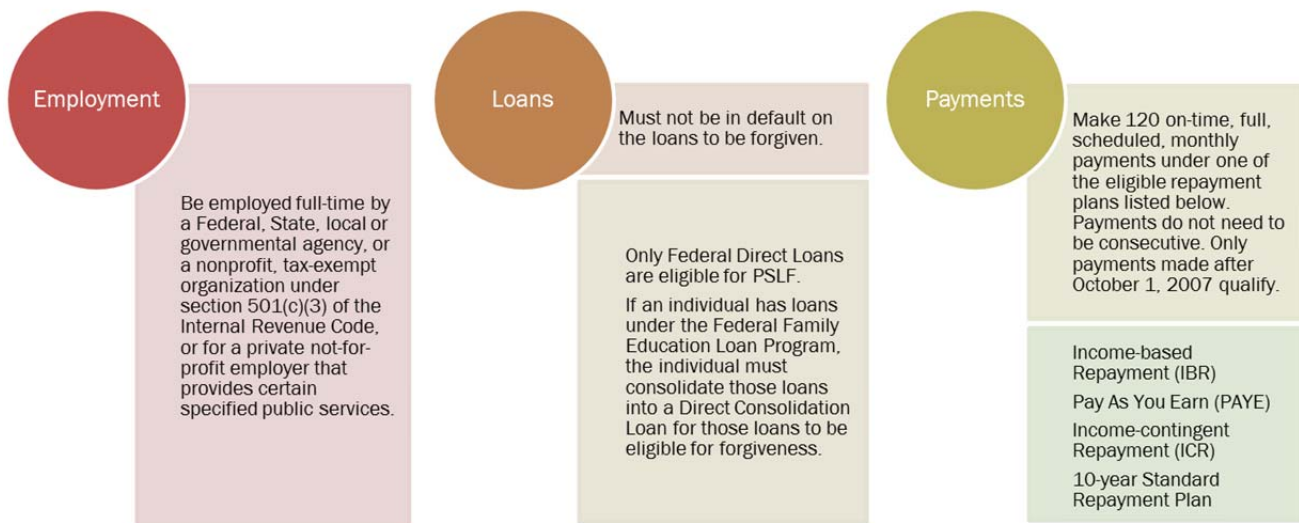 Employment
Be employed full-time by
a Federal, State, local or
governmental agency, or
a nonprofit, tax-exempt
organization under
section 501(c)(3) of the
Internal Revenue Code,
or for a private not-for-
profit employer that
provides certain
specified public services.
Loans
Must not be in default on
the loans to be forgiven.
Only Federal Direct Loans
are eligible for PSLF.
If an individual has loans
under the Federal Family
Education Loan Program,
the individual must
consolidate those loans
into a Direct Consolidation
Loan for those loans to be
eligible for forgiveness.
Payments
Make 120 on-time, full,
scheduled, monthly
payments under one of
the eligible repayment
plans listed below.
Payments do not need to
be consecutive. Only
payments made after
October 1, 2007 qualify.
Income-based
Repayment (IBR)
Pay As You Earn (PAYE)
Income-contingent
Repayment (ICR)
10-year Standard
Repayment Plan